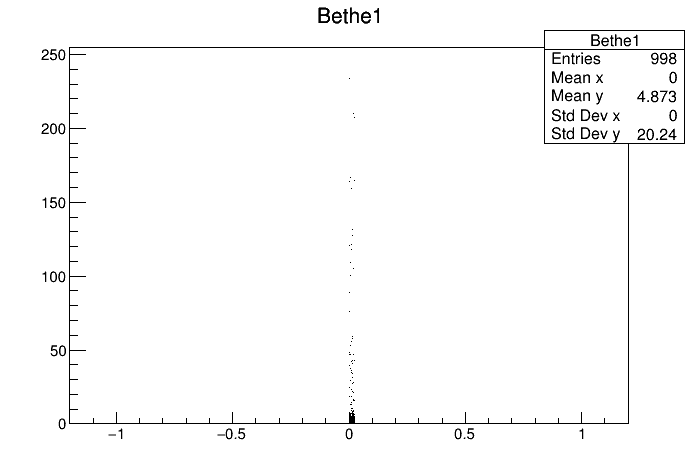 Bethe1
Bethe1
Entries 998
Mean x 0
Mean y 4.873
Std Dev x 0
Std Dev y 20.24
250
200
150
100
50
0
−1 −0.5 0 0.5 1